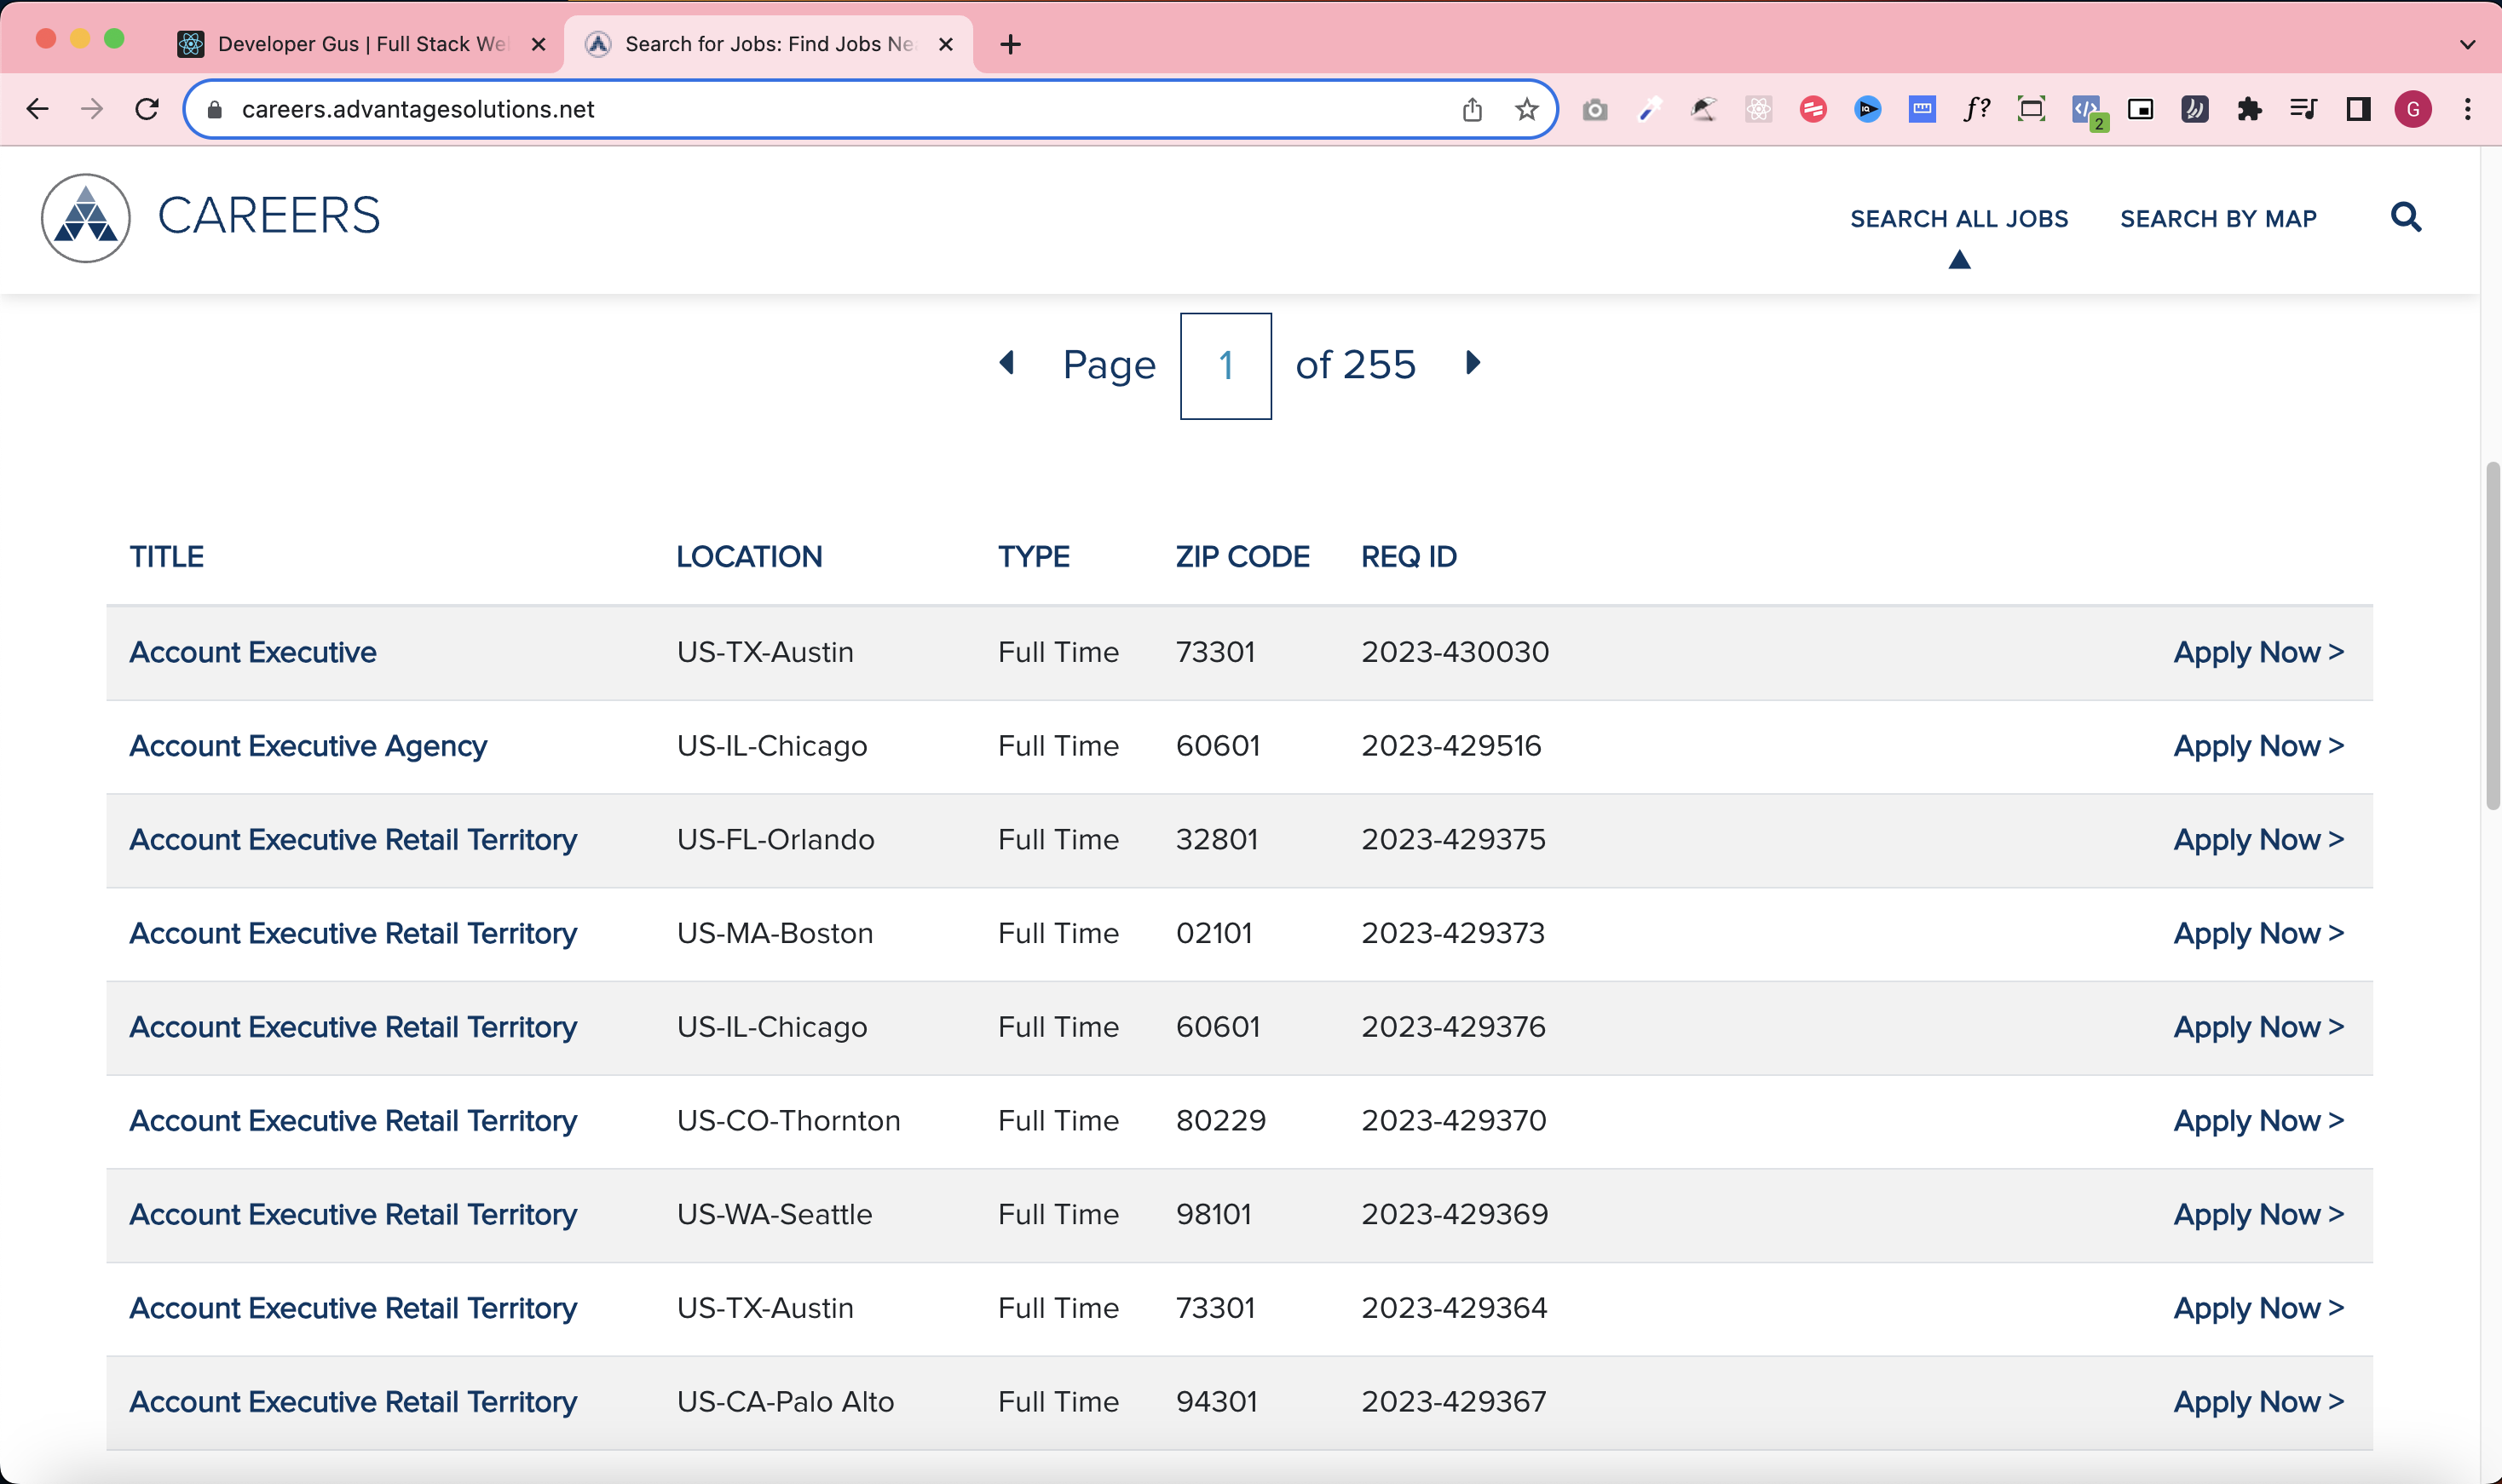 Developer Gus | Full Stack We
Search for Jobs: Find Jobs Ne
careers.advantagesolutions.net
f?
2
G
CAREERS
SEARCH ALL JOBS
SEARCH BY MAP
Page 1 of 255
TITLE LOCATION TYPE ZIP CODE REQ ID
Account Executive US-TX-Austin Full Time 73301 2023-430030 Apply Now >
Account Executive Agency US-IL-Chicago Full Time 60601 2023-429516 Apply Now >
Account Executive Retail Territory US-FL-Orlando Full Time 32801 2023-429375 Apply Now >
Account Executive Retail Territory US-MA-Boston Full Time 02101 2023-429373 Apply Now >
Account Executive Retail Territory US-IL-Chicago Full Time 60601 2023-429376 Apply Now >
Account Executive Retail Territory US-CO-Thornton Full Time 80229 2023-429370 Apply Now >
Account Executive Retail Territory US-WA-Seattle Full Time 98101 2023-429369 Apply Now >
Account Executive Retail Territory US-TX-Austin Full Time 73301 2023-429364 Apply Now >
Account Executive Retail Territory US-CA-Palo Alto Full Time 94301 2023-429367 Apply Now >